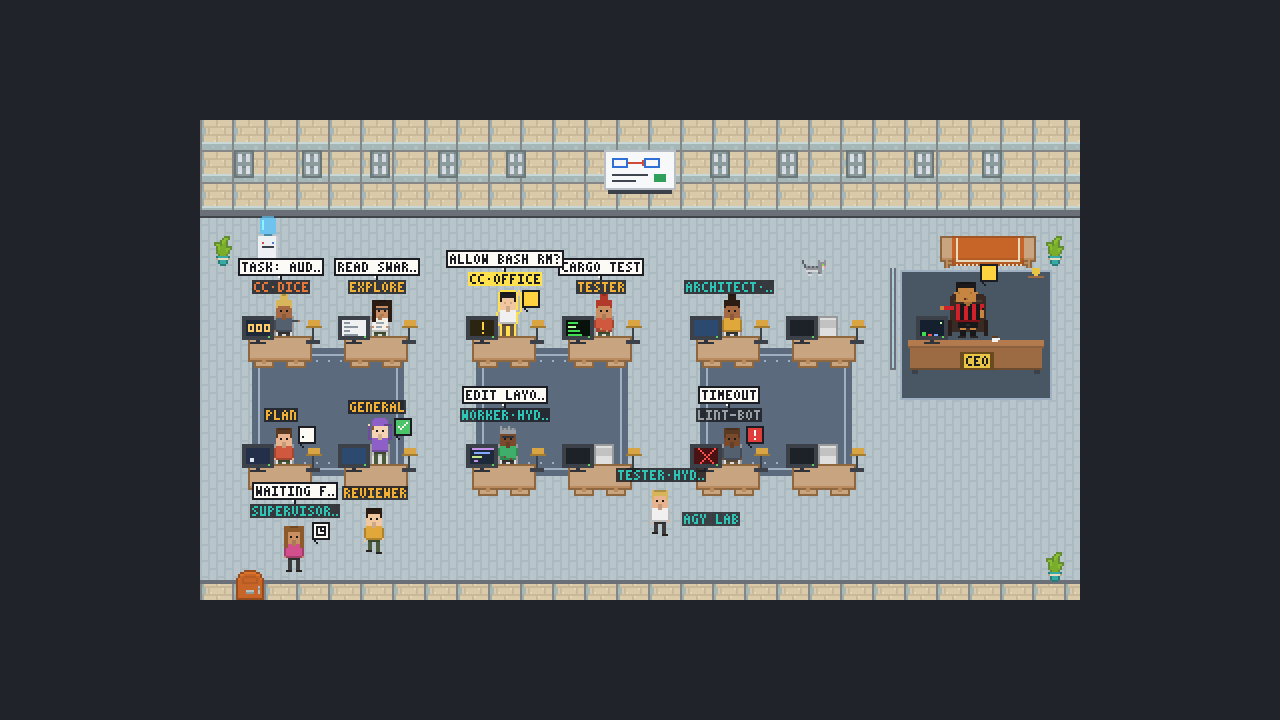 TASK: AUD..
CC·DICE
READ SWAR..
EXPLORE
ALLOW BASH RM?
CC·OFFICE
CARGO TEST
TESTER
ARCHITECT·..
CEO
PLAN
GENERAL
EDIT LAYO..
WORKER·HYD..
TIMEOUT
LINT-BOT
WAITING F..
SUPERVISOR..
REVIEWER
TESTER·HYD..
AGY LAB